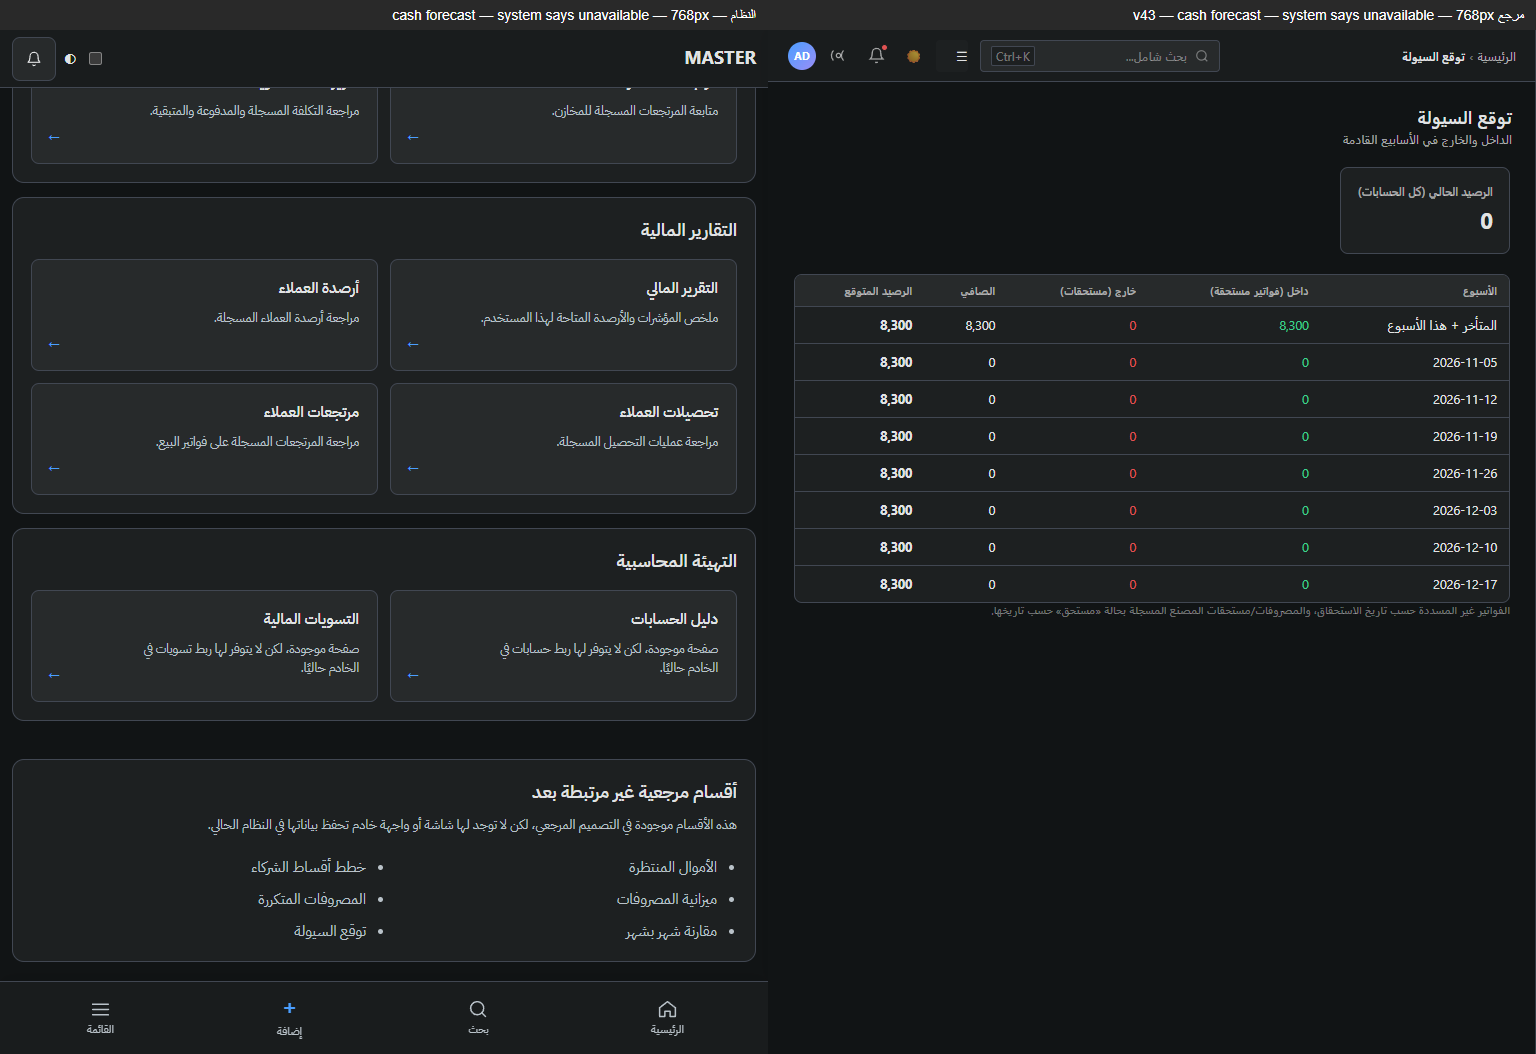 مرجع v43 — cash forecast — system says unavailable — 768px
الرئيسية › توقع السيولة
بحث شامل...
Ctrl+K
AD
توقع السيولة
الداخل والخارج في الأسابيع القادمة
الرصيد الحالي (كل الحسابات)
0
الأسبوع داخل (فواتير مستحقة) خارج (مستحقات) الصافي الرصيد المتوقع
المتأخر + هذا الأسبوع 8,300 0 8,300 8,300
2026-11-05 0 0 0 8,300
2026-11-12 0 0 0 8,300
2026-11-19 0 0 0 8,300
2026-11-26 0 0 0 8,300
2026-12-03 0 0 0 8,300
2026-12-10 0 0 0 8,300
2026-12-17 0 0 0 8,300
الفواتير غير المسددة حسب تاريخ الاستحقاق، والمصروفات/مستحقات المصنع المسجلة بحالة «مستحق» حسب تاريخها.
النظام — cash forecast — system says unavailable — 768px
MASTER
متابعة المرتجعات المسجلة للمخازن.
مراجعة التكلفة المسجلة والمدفوعة والمتبقية.
التقارير المالية
التقرير المالي
ملخص المؤشرات والأرصدة المتاحة لهذا المستخدم.
أرصدة العملاء
مراجعة أرصدة العملاء المسجلة.
تحصيلات العملاء
مراجعة عمليات التحصيل المسجلة.
مرتجعات العملاء
مراجعة المرتجعات المسجلة على فواتير البيع.
التهيئة المحاسبية
دليل الحسابات
صفحة موجودة، لكن لا يتوفر لها ربط حسابات في
الخادم حاليًا.
التسويات المالية
صفحة موجودة، لكن لا يتوفر لها ربط تسويات في
الخادم حاليًا.
أقسام مرجعية غير مرتبطة بعد
هذه الأقسام موجودة في التصميم المرجعي، لكن لا توجد لها شاشة أو واجهة خادم تحفظ بياناتها في النظام الحالي.
• الأموال المنتظرة
• خطط أقساط الشركاء
• ميزانية المصروفات
• المصروفات المتكررة
• مقارنة شهر بشهر
• توقع السيولة
الرئيسية
بحث
إضافة
القائمة